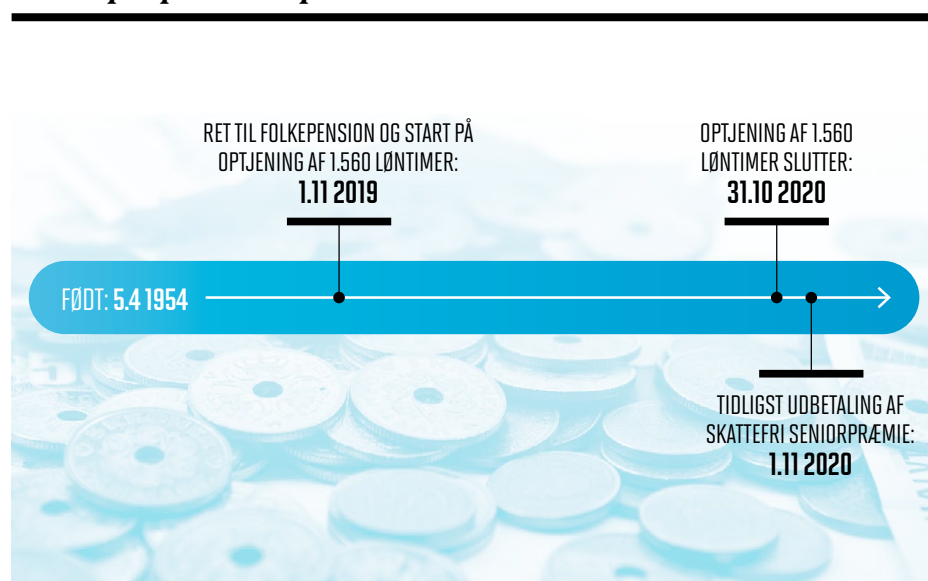 RET TIL FOLKEPENSION OG START PÅ
OPTJENING AF 1.560 LØNTIMER:
1.11 2019
OPTJENING AF 1.560
LØNTIMER SLUTTER:
31.10 2020
FØDT: 5.4 1954
TIDLIGST UDBETALING AF
SKATTEFRI SENIORPRÆMIE:
1.11 2020